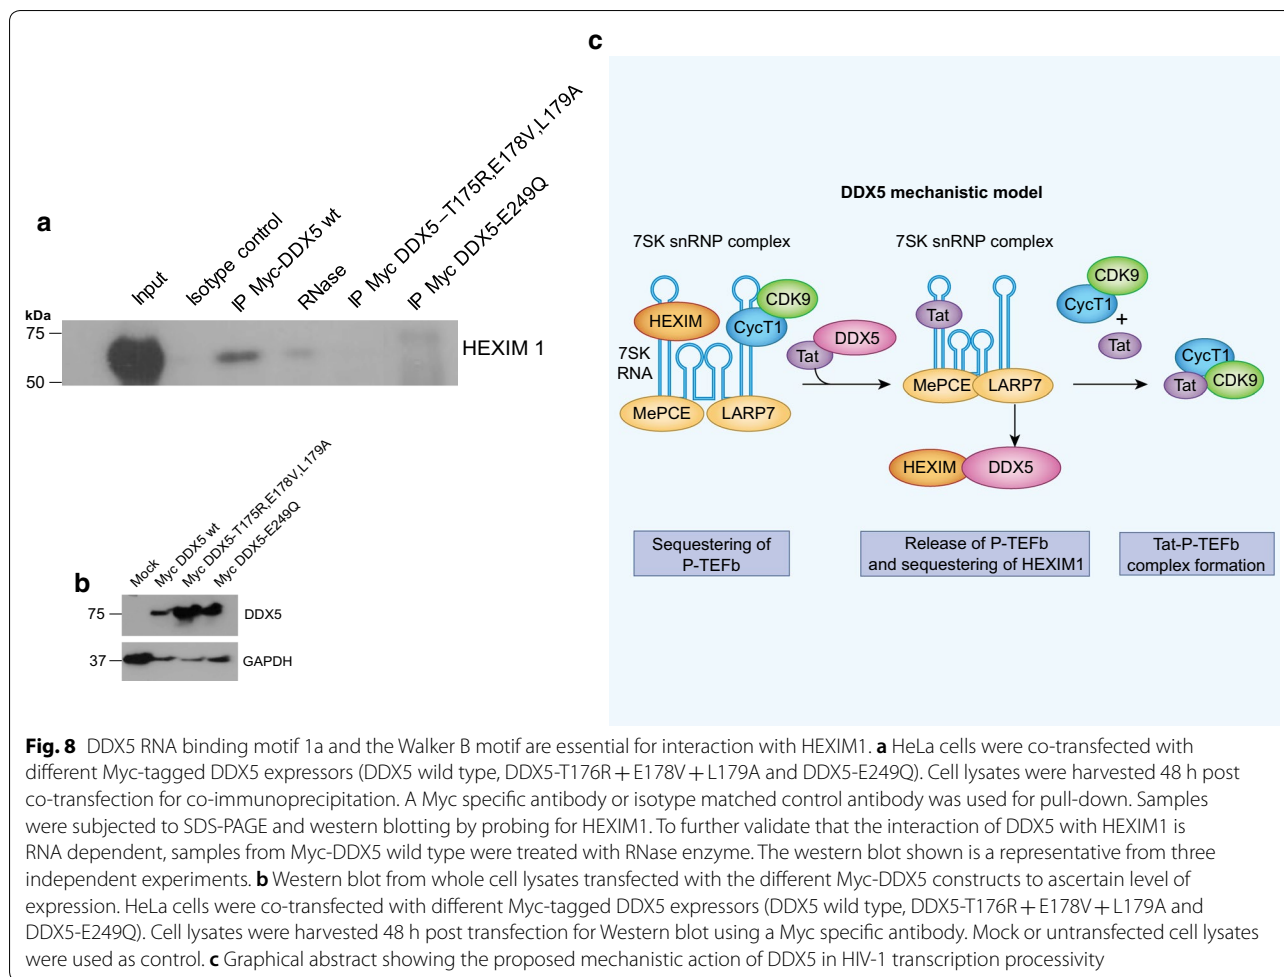 a
Input
Isotype control
IP Myc-DDX5 wt
RNase
IP Myc DDX5 –T175R,E178V,L179A
IP Myc DDX5-E249Q
kDa
75
50
HEXIM 1
b
Mock
Myc DDX5 wt
Myc DDX5-T175R,E178V,L179A
Myc DDX5-E249Q
75
DDX5
37
GAPDH
c
DDX5 mechanistic model
7SK snRNP complex
HEXIM
CDK9
CycT1
7SK
RNA
MePCE
LARP7
Tat
DDX5
7SK snRNP complex
Tat
MePCE
LARP7
HEXIM
DDX5
CDK9
CycT1
+
Tat
CycT1
Tat
CDK9
Sequestering of
P-TEFb
Release of P-TEFb
and sequestering of HEXIM1
Tat-P-TEFb
complex formation
Fig. 8 DDX5 RNA binding motif 1a and the Walker B motif are essential for interaction with HEXIM1. a HeLa cells were co-transfected with
different Myc-tagged DDX5 expressors (DDX5 wild type, DDX5-T176R + E178V + L179A and DDX5-E249Q). Cell lysates were harvested 48 h post
co-transfection for co-immunoprecipitation. A Myc specific antibody or isotype matched control antibody was used for pull-down. Samples
were subjected to SDS-PAGE and western blotting by probing for HEXIM1. To further validate that the interaction of DDX5 with HEXIM1 is
RNA dependent, samples from Myc-DDX5 wild type were treated with RNase enzyme. The western blot shown is a representative from three
independent experiments. b Western blot from whole cell lysates transfected with the different Myc-DDX5 constructs to ascertain level of
expression. HeLa cells were co-transfected with different Myc-tagged DDX5 expressors (DDX5 wild type, DDX5-T176R + E178V + L179A and
DDX5-E249Q). Cell lysates were harvested 48 h post transfection for Western blot using a Myc specific antibody. Mock or untransfected cell lysates
were used as control. c Graphical abstract showing the proposed mechanistic action of DDX5 in HIV-1 transcription processivity